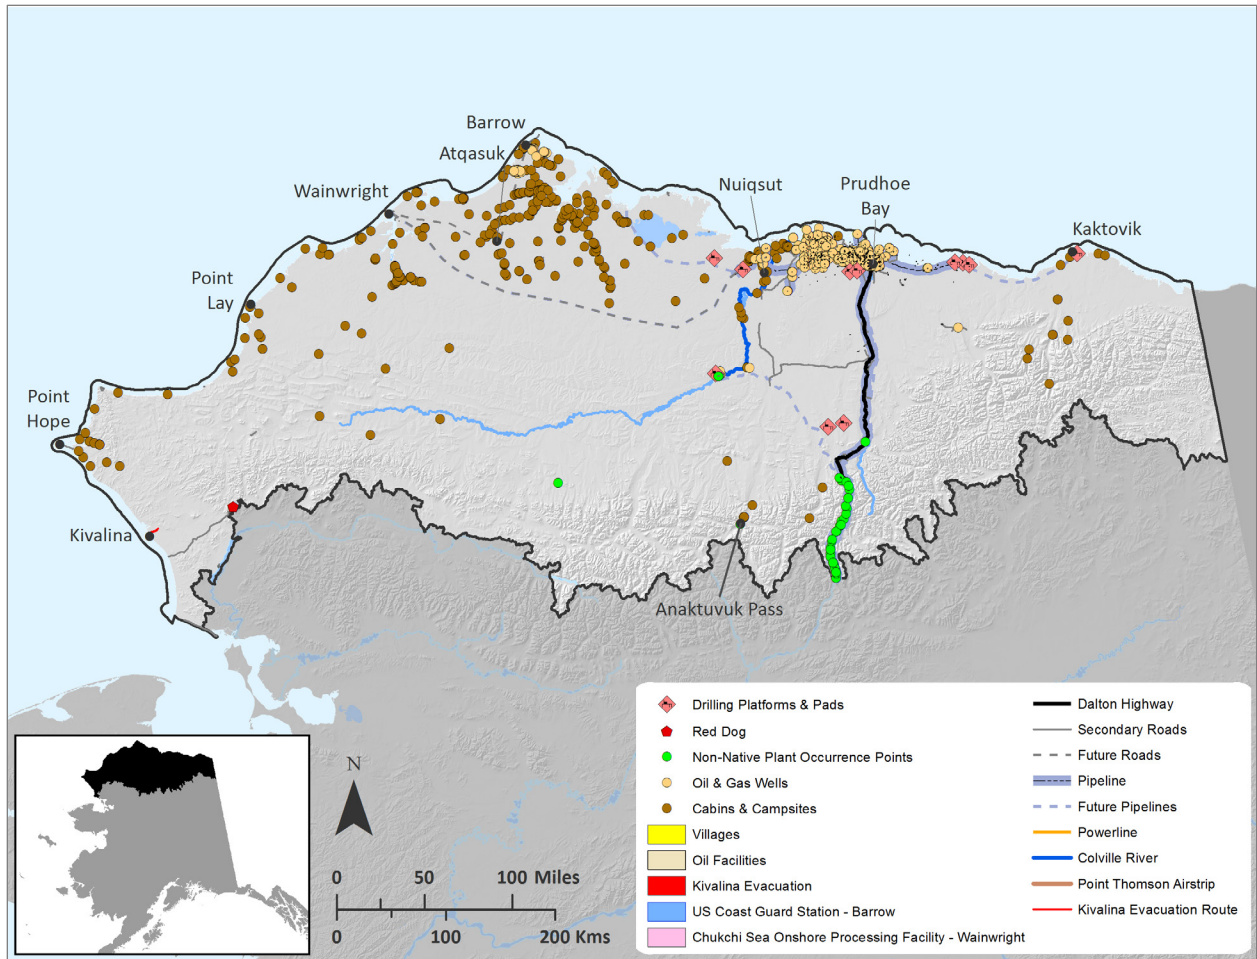 Barrow
Atqasuk
Wainwright
Nuiqsut
Prudhoe
Bay
Kaktovik
Point
Lay
Point
Hope
Kivalina
Anaktuvuk Pass
N
0 50 100 Miles
0 100 200 Kms
Drilling Platforms & Pads
Red Dog
Non-Native Plant Occurrence Points
Oil & Gas Wells
Cabins & Campsites
Villages
Oil Facilities
Kivalina Evacuation
US Coast Guard Station - Barrow
Chukchi Sea Onshore Processing Facility - Wainwright
Dalton Highway
Secondary Roads
Future Roads
Pipeline
Future Pipelines
Powerline
Colville River
Point Thomson Airstrip
Kivalina Evacuation Route